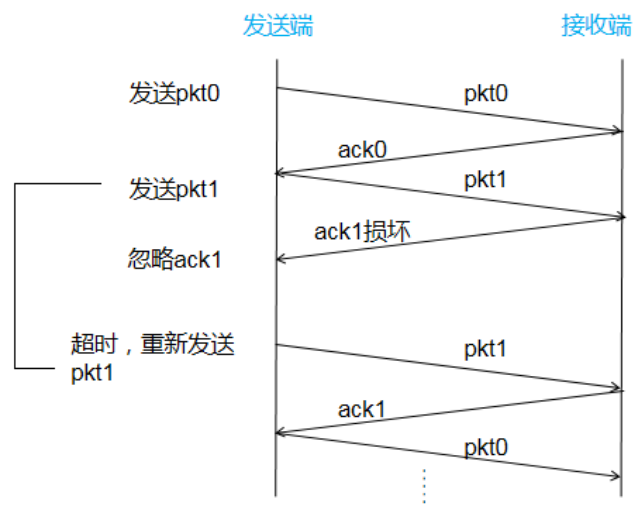 发送端 接收端
发送pkt0 pkt0
ack0
发送pkt1 pkt1
ack1损坏
忽略ack1
超时，重新发送
pkt1
pkt1
ack1
pkt0